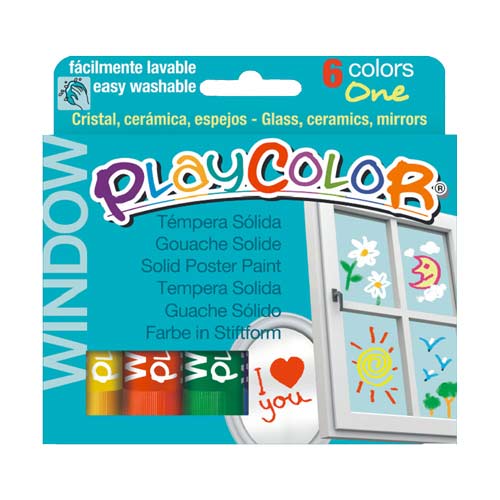 fácilmente lavable
easy washable
6 colors
One
Cristal, cerámica, espejos - Glass, ceramics, mirrors
WINDOW
PLAYCOLOR®
Témpera Sólida
Gouache Solide
Solid Poster Paint
Tempera Solida
Guache Sólido
Farbe in Stiftform
I ❤
you